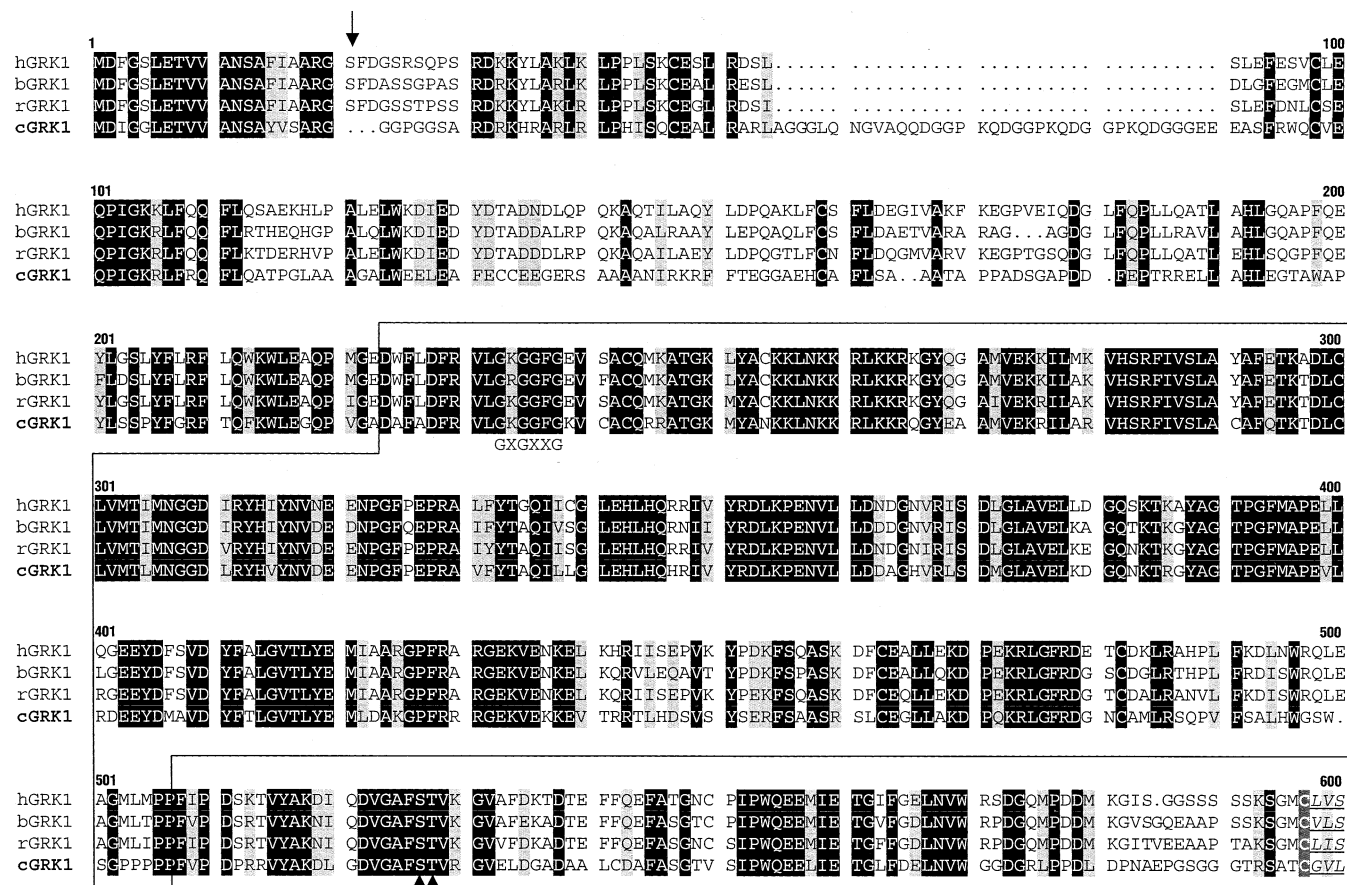 1 100
hGRK1 MDFGSLETVV ANSAFIAARG SFDGSRSQPS RDKKYLAKLK LPPLSKCESL RDSL...... .......... .......... .......... SLEFESVCLE
bGRK1 MDFGSLETVV ANSAFIAARG SFDASSGPAS RDRKYLARLK LPPLSKCEAL RESL...... .......... .......... .......... DLGFEGMCLE
rGRK1 MDFGSLETVV ANSAFIAARG SFDGSSTPSS RDKKYLAKLK LPPLSKCEGL RDSI...... .......... .......... .......... SLEFDNLCSE
cGRK1 MDIGGLETVV ANSAYVSARG ...GGPGGSA RDRKHRARLR LPHISQCEAL RARLAGGGLQ NGVAQQDGGP KQDGGPKQDG GPKQDGGGEE EASFRWQCVE
101 200
hGRK1 QPIGKKLFQQ FLQSAEKHLP ALELWKDIED YDTADNDLQP QKAQTILAQY LDPQAKLFCS FLDEGIVAKF KEGPVEIQDG LFQPLLQATL AHLGQAPFQE
bGRK1 QPIGKRLFQQ FLRTHEQHGP ALQLWKDIED YDTADDALRP QKAQALRAAY LEPQAQLFCS FLDAETVARA RAG...AGDG LFQPLLRAVL AHLGQAPFQE
rGRK1 QPIGKRLFQQ FLKTDERHVP ALELWKDIED YDTADDDLRP QKAQAILAEY LDPQGTLFCN FLDQGMVARV KEGPTGSQDG LFQPLLQATL EHLSQGPFQE
cGRK1 QPIGKRLFRQ FLQATPGLAA AGALWEELEA FECCEEGERS AAAANIRKRF FTEGGAEHCA FLSA..AATA PPADSGAPDD .FEPTRRELL AHLEGTAWAP
201 300
hGRK1 YLGSLYFLRF LQWKWLEAQP MGEDWFLDFR VLGKGGFGEV SACQMKATGK LYACKKLNKK RLKKRKGYQG AMVEKKILMK VHSRFIVSLA YAFETKADLC
bGRK1 FLDSLYFLRF LQWKWLEAQP MGEDWFLDFR VLGRGGFGEV FACQMKATGK LYACKKLNKK RLKKRKGYQG AMVEKKILAK VHSRFIVSLA YAFETKTDLC
rGRK1 YLGSLYFLRF LQWKWLEAQP IGEDWFLDFR VLGKGGFGEV SACQMKATGK LYACKKLNKK RLKKRKGYQG AIVEKRILMK VHSRFIVSLA YAFETKTDLC
cGRK1 YLSSPYFGRF TQFKWLEGQP VGADAFADFR VLGKGGFGKV CACQRRATGK MYANKKLNKK RLKKRQGYEA AMVEKRILAR VHSRFIVSLA CAFQTKTDLC
GXGXXG
301 400
hGRK1 LVMTIMNGGD IRYHIYNVNE ENPGFPEPRA LFYTGQIICG LEHLHQRRIV YRDLKPENVL LDNDGNVRIS DLGLAVELLD GQSKTKAYAG TPGFMAPELL
bGRK1 LVMTIMNGGD IRYHIYNVDE DNPGFQEPRA IFYTAQIVSG LEHLHQRNII YRDLKPENVL LDDDGNVRIS DLGLAVELKA GQTKTKGYAG TPGFMAPELL
rGRK1 LVMTIMNGGD VRYHIYNVDE ENPGFPEPRA IYYTAQIISG LEHLHQRRIV YRDLKPENVL LDNDGNIRIS DLGLAVELKE GQNKTKGYAG TPGFMAPELL
cGRK1 LVMTLMNGGD LRYHVYNVDE ENPGFPEPRA VFYTAQILLG LEHLHQHRIV YRDLKPENVL LDDAGHVRLS DMGLAVELKD GQNKTRGYAG TPGFMAPEVL
401 500
hGRK1 QGEEYDFSVD YFALGVTLYE MIAARGPFRA RGEKVENKEL KHRIISEPVK YPDKFSQASK DFCEALLEKD PEKRLGFRDE TCDKLRAHPL FKDLNWRQLE
bGRK1 LGEEYDFSVD YFALGVTLYE MIAARGPFRA RGEKVENKEL KQRVLEQAVT YPDKFSPASK DFCEALLQKD PEKRLGFRDG SCDGLRTHPL FRDISWRQLE
rGRK1 RGEEYDFSVD YFALGVTLYE MIAARGPFRA RGEKVENKEL KQRIISEPVK YPEKFSQASK DFCEQLLEKD PEKRLGFRDG TCDALRANVL FKDISWRQLE
cGRK1 RDEEYDMAVD YFTLGVTLYE MLDAKGPFRR RGEKVEKKEV TRRTLHDSVS YSERFSAASR SLCEGLLAKD PQKRLGFRDG NCAMLRSQPV FSALHWGSW.
501 600
hGRK1 AGMLMPPFIP DSKTVYAKDI QDVGAFSTVK GVAFDKTDTE FFQEFATGNC PIPWQEEMIE TGIFGELNVW RSDGQMPDDM KGIS.GGSSS SSKSGMCLVS
bGRK1 AGMLTPPFVP DSRTVYAKNI QDVGAFSTVK GVAFEKADTE FFQEFASGTC PIPWQEEMIE TGVFGDLNVW RPDGQMPDDM KGVSGQEAAP SSKSGMCVLS
rGRK1 AGMLIPPFIP DSRTVYAKNI QDVGAFSTVK GVVFDKADTE FFQEFASGTC PIPWQEEMIE TGIFGELNVW RADGQMPDDM KGITVEEAAP TAKSGMCLIS
cGRK1 SGPPPPPFVP DPRRVYAKDL GDVGAFSTVR GVELDGADAA LCDAFASGTV SIPWQEEMIE TGLFDELNVW GGDGRLPPDL DPNAEPGSGG GTRSATCGVL